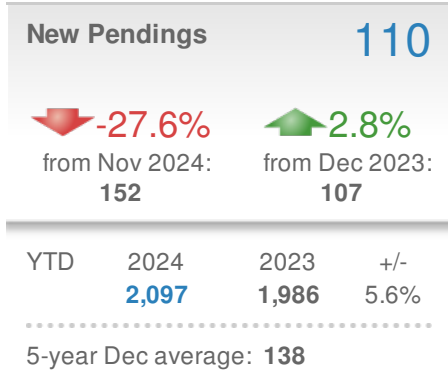 New Pendings 110
-27.6% 2.8%
from Nov 2024: from Dec 2023:
152 107
YTD 2024 2023 +/-
2,097 1,986 5.6%
5-year Dec average: 138